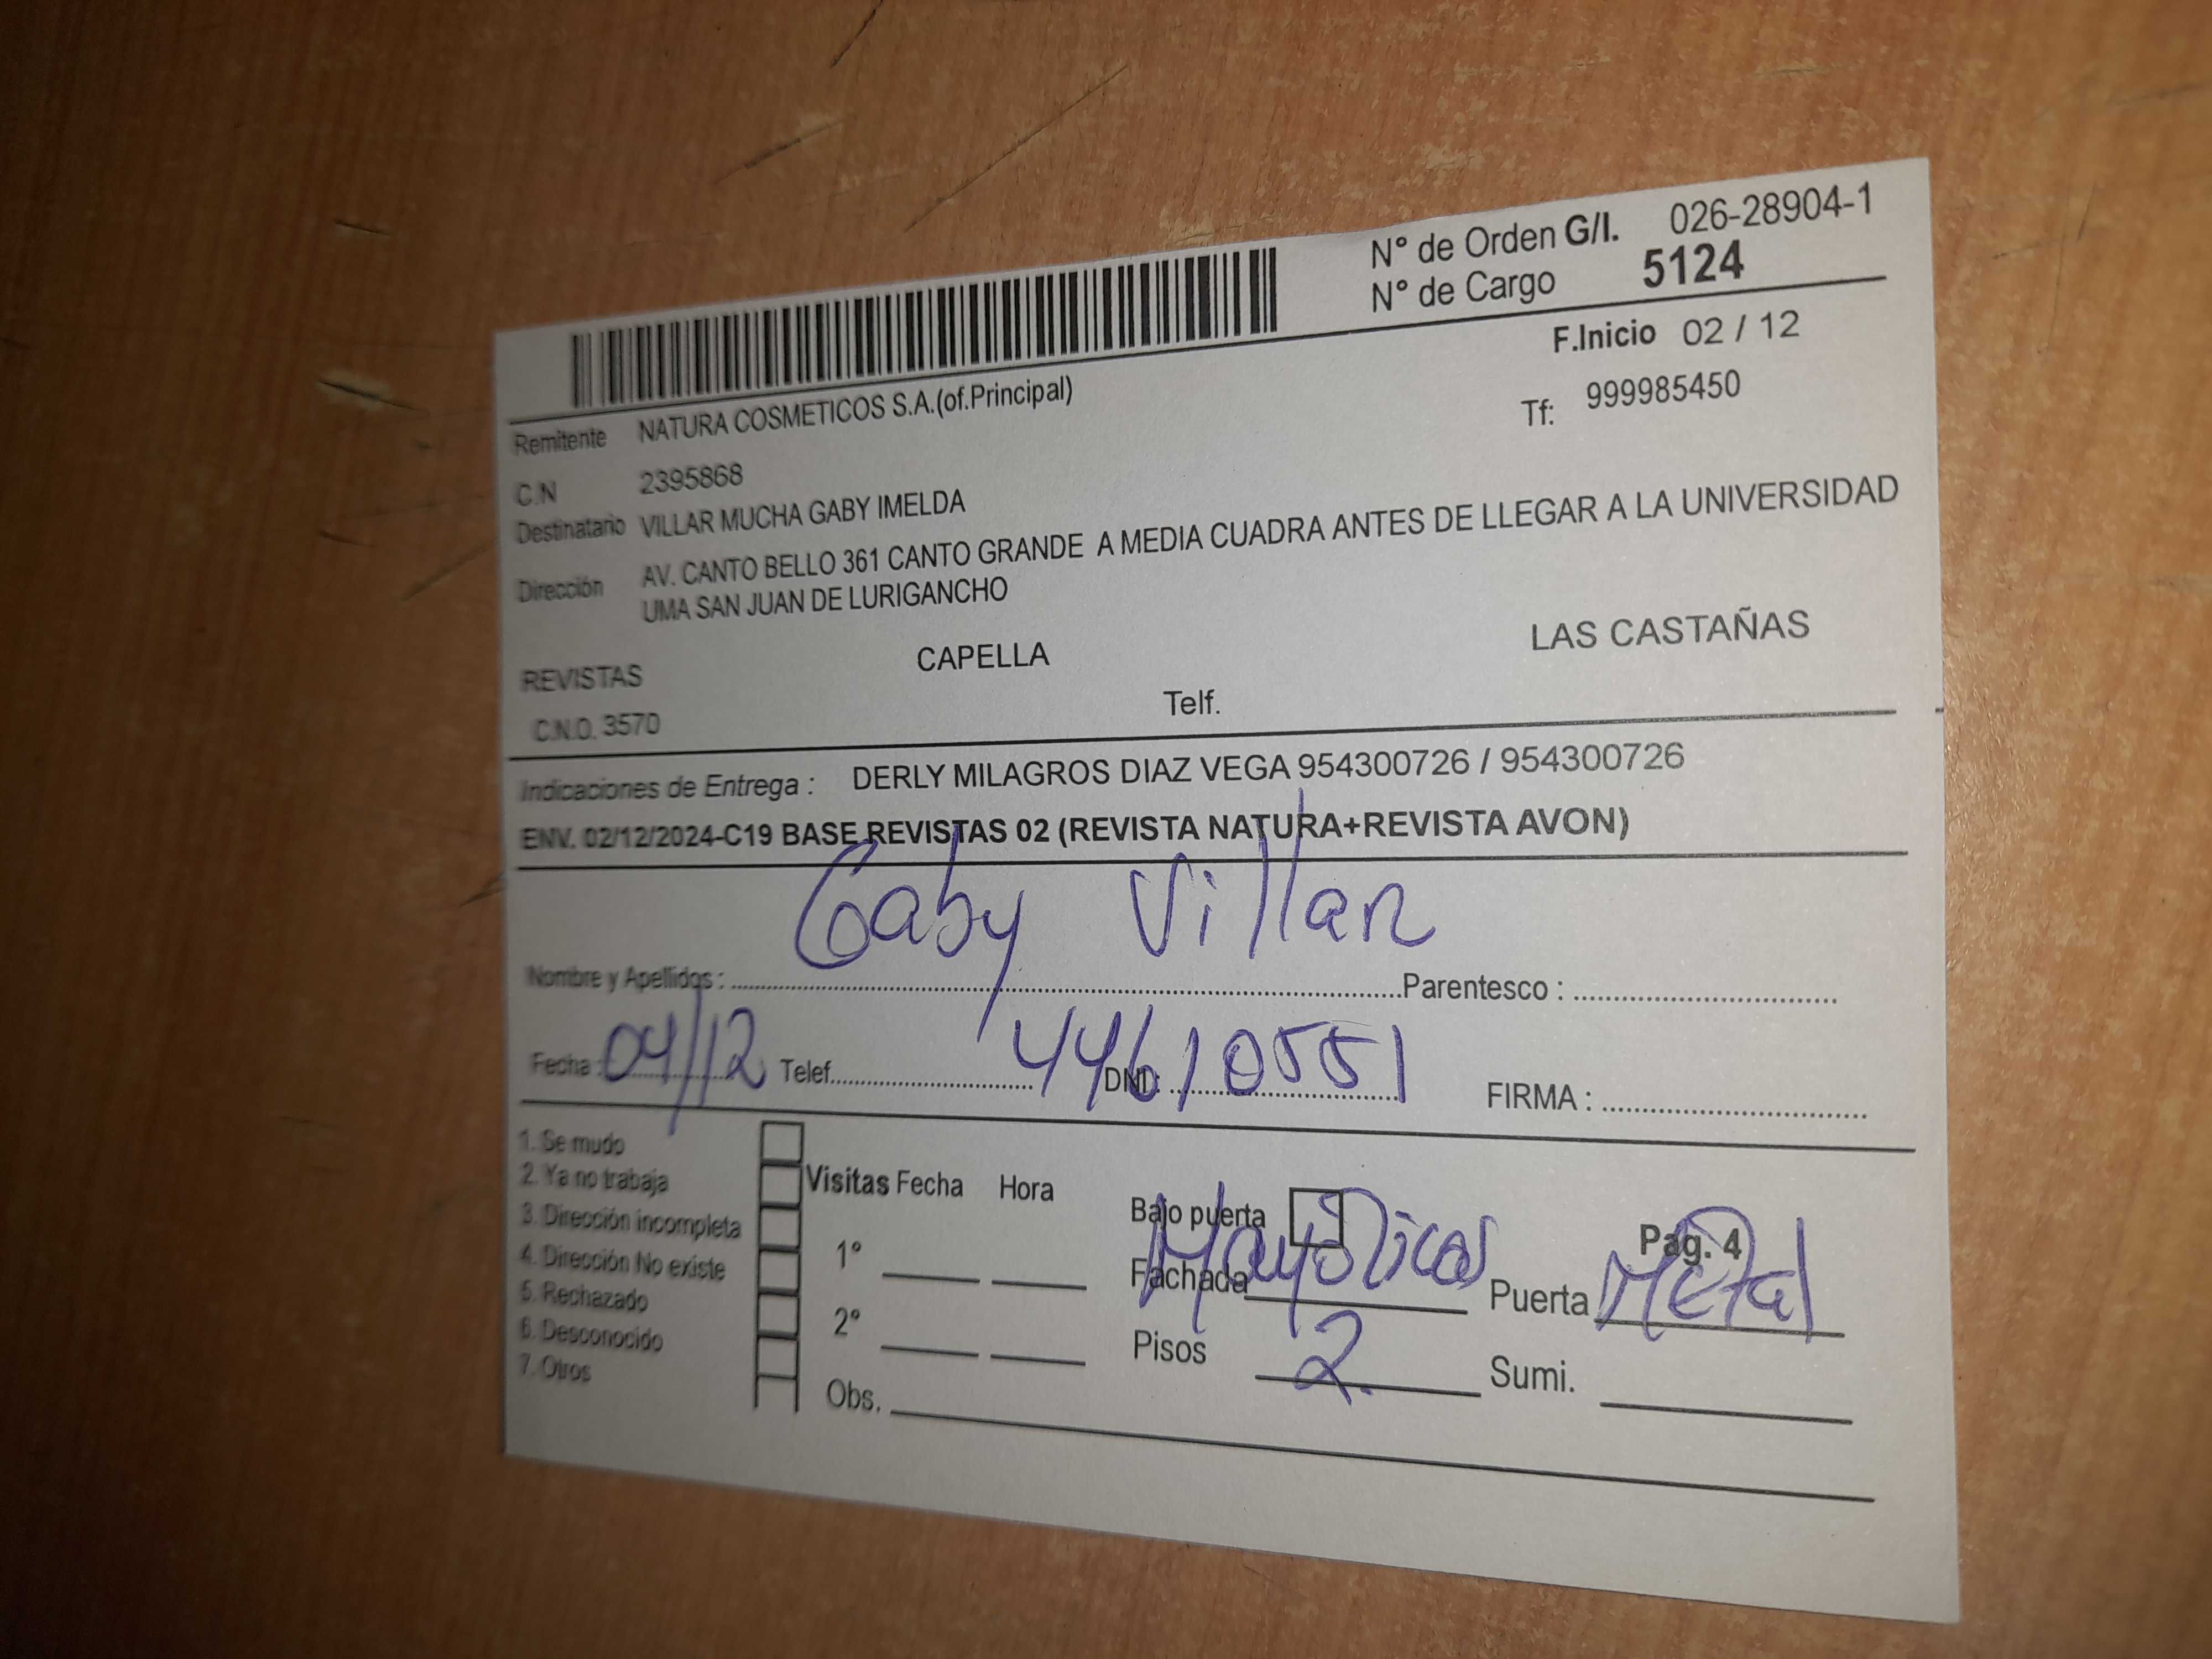 N° de Orden G/I. 026-28904-1
N° de Cargo 5124
F.Inicio 02 / 12
Remitente NATURA COSMETICOS S.A.(of.Principal)
Tf: 999985450
C.N 2395868
Destinatario VILLAR MUCHA GABY IMELDA
Dirección AV. CANTO BELLO 361 CANTO GRANDE A MEDIA CUADRA ANTES DE LLEGAR A LA UNIVERSIDAD
UMA SAN JUAN DE LURIGANCHO
REVISTAS CAPELLA LAS CASTAÑAS
C.N.O. 3570 Telf.
Indicaciones de Entrega : DERLY MILAGROS DIAZ VEGA 954300726 / 954300726
ENV. 02/12/2024-C19 BASE REVISTAS 02 (REVISTA NATURA+REVISTA AVON)
Gaby Villar
Nombre y Apellidos : Parentesco :
Fecha : 04/12 Telef. DNI : 44610551 FIRMA :
1. Se mudo
2. Ya no trabaja
3. Dirección incompleta
4. Dirección No existe
5. Rechazado
6. Desconocido
7. Otros
Visitas Fecha Hora
1°
2°
Obs.
Bajo puerta Pág. 4
Fachada Mayólicas Puerta Metal
Pisos 2. Sumi.